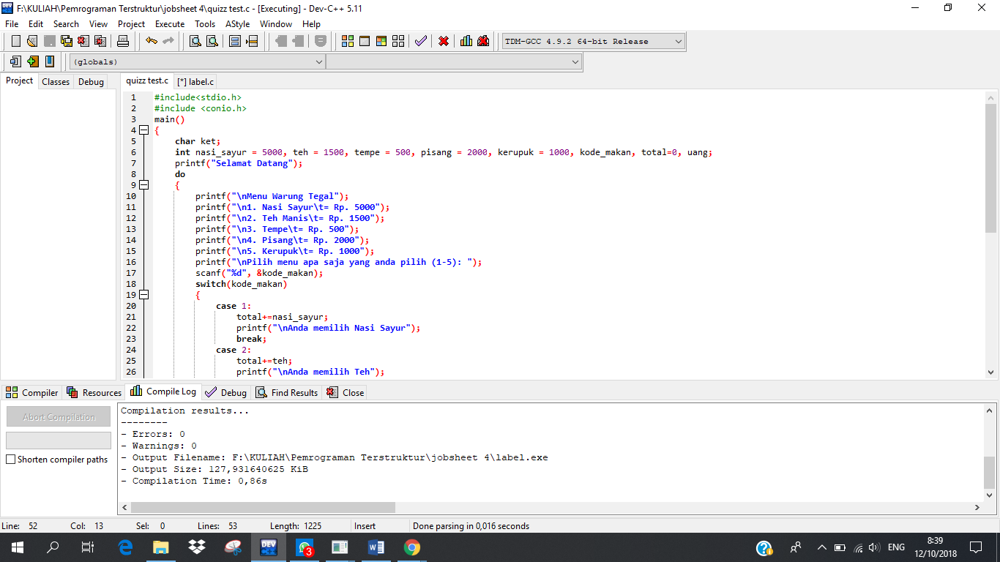 F:\KULIAH\Pemrograman Terstruktur\jobsheet 4\quizz test.c - [Executing] - Dev-C++ 5.11
File Edit Search View Project Execute Tools AStyle Window Help
TDM-GCC 4.9.2 64-bit Release
(globals)
Project Classes Debug
quizz test.c [*] label.c
1 #include<stdio.h>
2 #include <conio.h>
3 main()
4 {
5 char ket;
6 int nasi_sayur = 5000, teh = 1500, tempe = 500, pisang = 2000, kerupuk = 1000, kode_makan, total=0, uang;
7 printf("Selamat Datang");
8 do
9 {
10 printf("\nMenu Warung Tegal");
11 printf("\n1. Nasi Sayur\t= Rp. 5000");
12 printf("\n2. Teh Manis\t= Rp. 1500");
13 printf("\n3. Tempe\t= Rp. 500");
14 printf("\n4. Pisang\t= Rp. 2000");
15 printf("\n5. Kerupuk\t= Rp. 1000");
16 printf("\nPilih menu apa saja yang anda pilih (1-5): ");
17 scanf("%d", &kode_makan);
18 switch(kode_makan)
19 {
20 case 1:
21 total+=nasi_sayur;
22 printf("\nAnda memilih Nasi Sayur");
23 break;
24 case 2:
25 total+=teh;
26 printf("\nAnda memilih Teh");
Compiler Resources Compile Log Debug Find Results Close
Abort Compilation
Shorten compiler paths
Compilation results...
--------
- Errors: 0
- Warnings: 0
- Output Filename: F:\KULIAH\Pemrograman Terstruktur\jobsheet 4\label.exe
- Output Size: 127,931640625 KiB
- Compilation Time: 0,86s
Line: 52 Col: 13 Sel: 0 Lines: 53 Length: 1225 Insert Done parsing in 0,016 seconds
DEV
3
ENG
8:39
12/10/2018